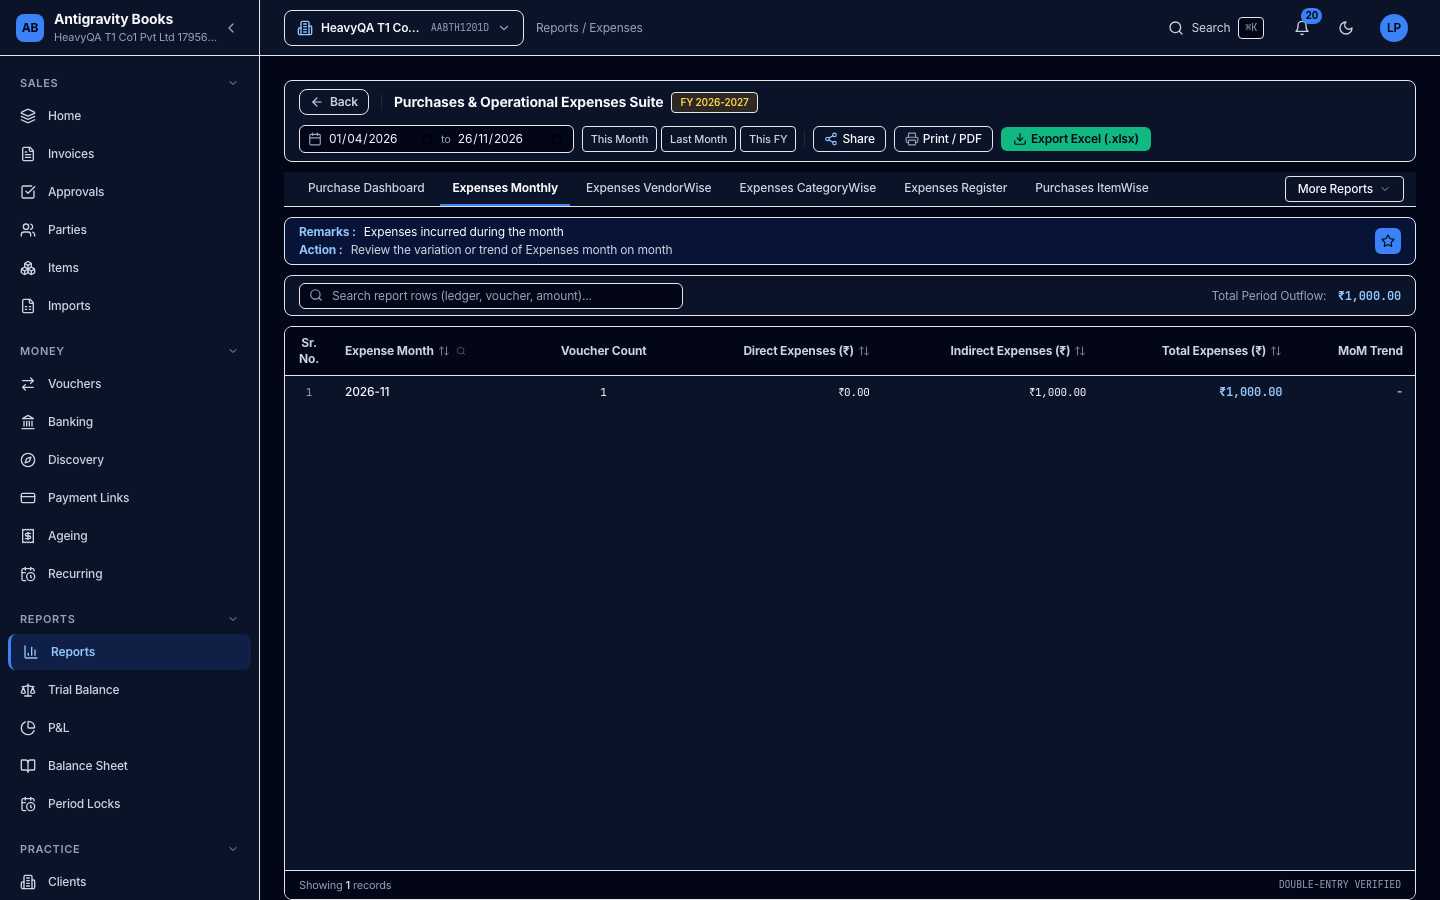 AB
Antigravity Books
HeavyQA T1 Co1 Pvt Ltd 17956...
SALES
Home
Invoices
Approvals
Parties
Items
Imports
MONEY
Vouchers
Banking
Discovery
Payment Links
Ageing
Recurring
REPORTS
Reports
Trial Balance
P&L
Balance Sheet
Period Locks
PRACTICE
Clients
HeavyQA T1 Co... AABTH1201D
Reports / Expenses
Search ⌘K
20
LP
Back
Purchases & Operational Expenses Suite
FY 2026-2027
01/04/2026 to 26/11/2026
This Month
Last Month
This FY
Share
Print / PDF
Export Excel (.xlsx)
Purchase Dashboard
Expenses Monthly
Expenses VendorWise
Expenses CategoryWise
Expenses Register
Purchases ItemWise
More Reports
Remarks : Expenses incurred during the month
Action : Review the variation or trend of Expenses month on month
Search report rows (ledger, voucher, amount)...
Total Period Outflow: ₹1,000.00
Sr. No. Expense Month Voucher Count Direct Expenses (₹) Indirect Expenses (₹) Total Expenses (₹) MoM Trend
1 2026-11 1 ₹0.00 ₹1,000.00 ₹1,000.00 -
Showing 1 records
DOUBLE-ENTRY VERIFIED